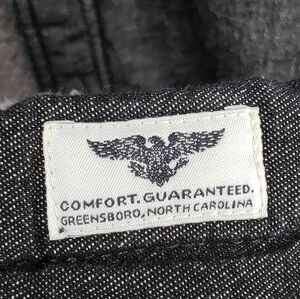 COMFORT. GUARANTEED.
GREENSBORO, NORTH CAROLINA